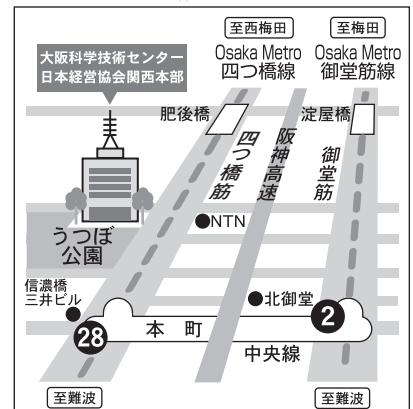 至西梅田
至梅田
Osaka Metro
四つ橋線
Osaka Metro
御堂筋線
大阪科学技術センター
日本経営協会関西本部
肥後橋
淀屋橋
四つ橋筋
阪神高速
御堂筋
NTN
うつぼ
公園
信濃橋
三井ビル
北御堂
2
28
本町
中央線
至難波
至難波